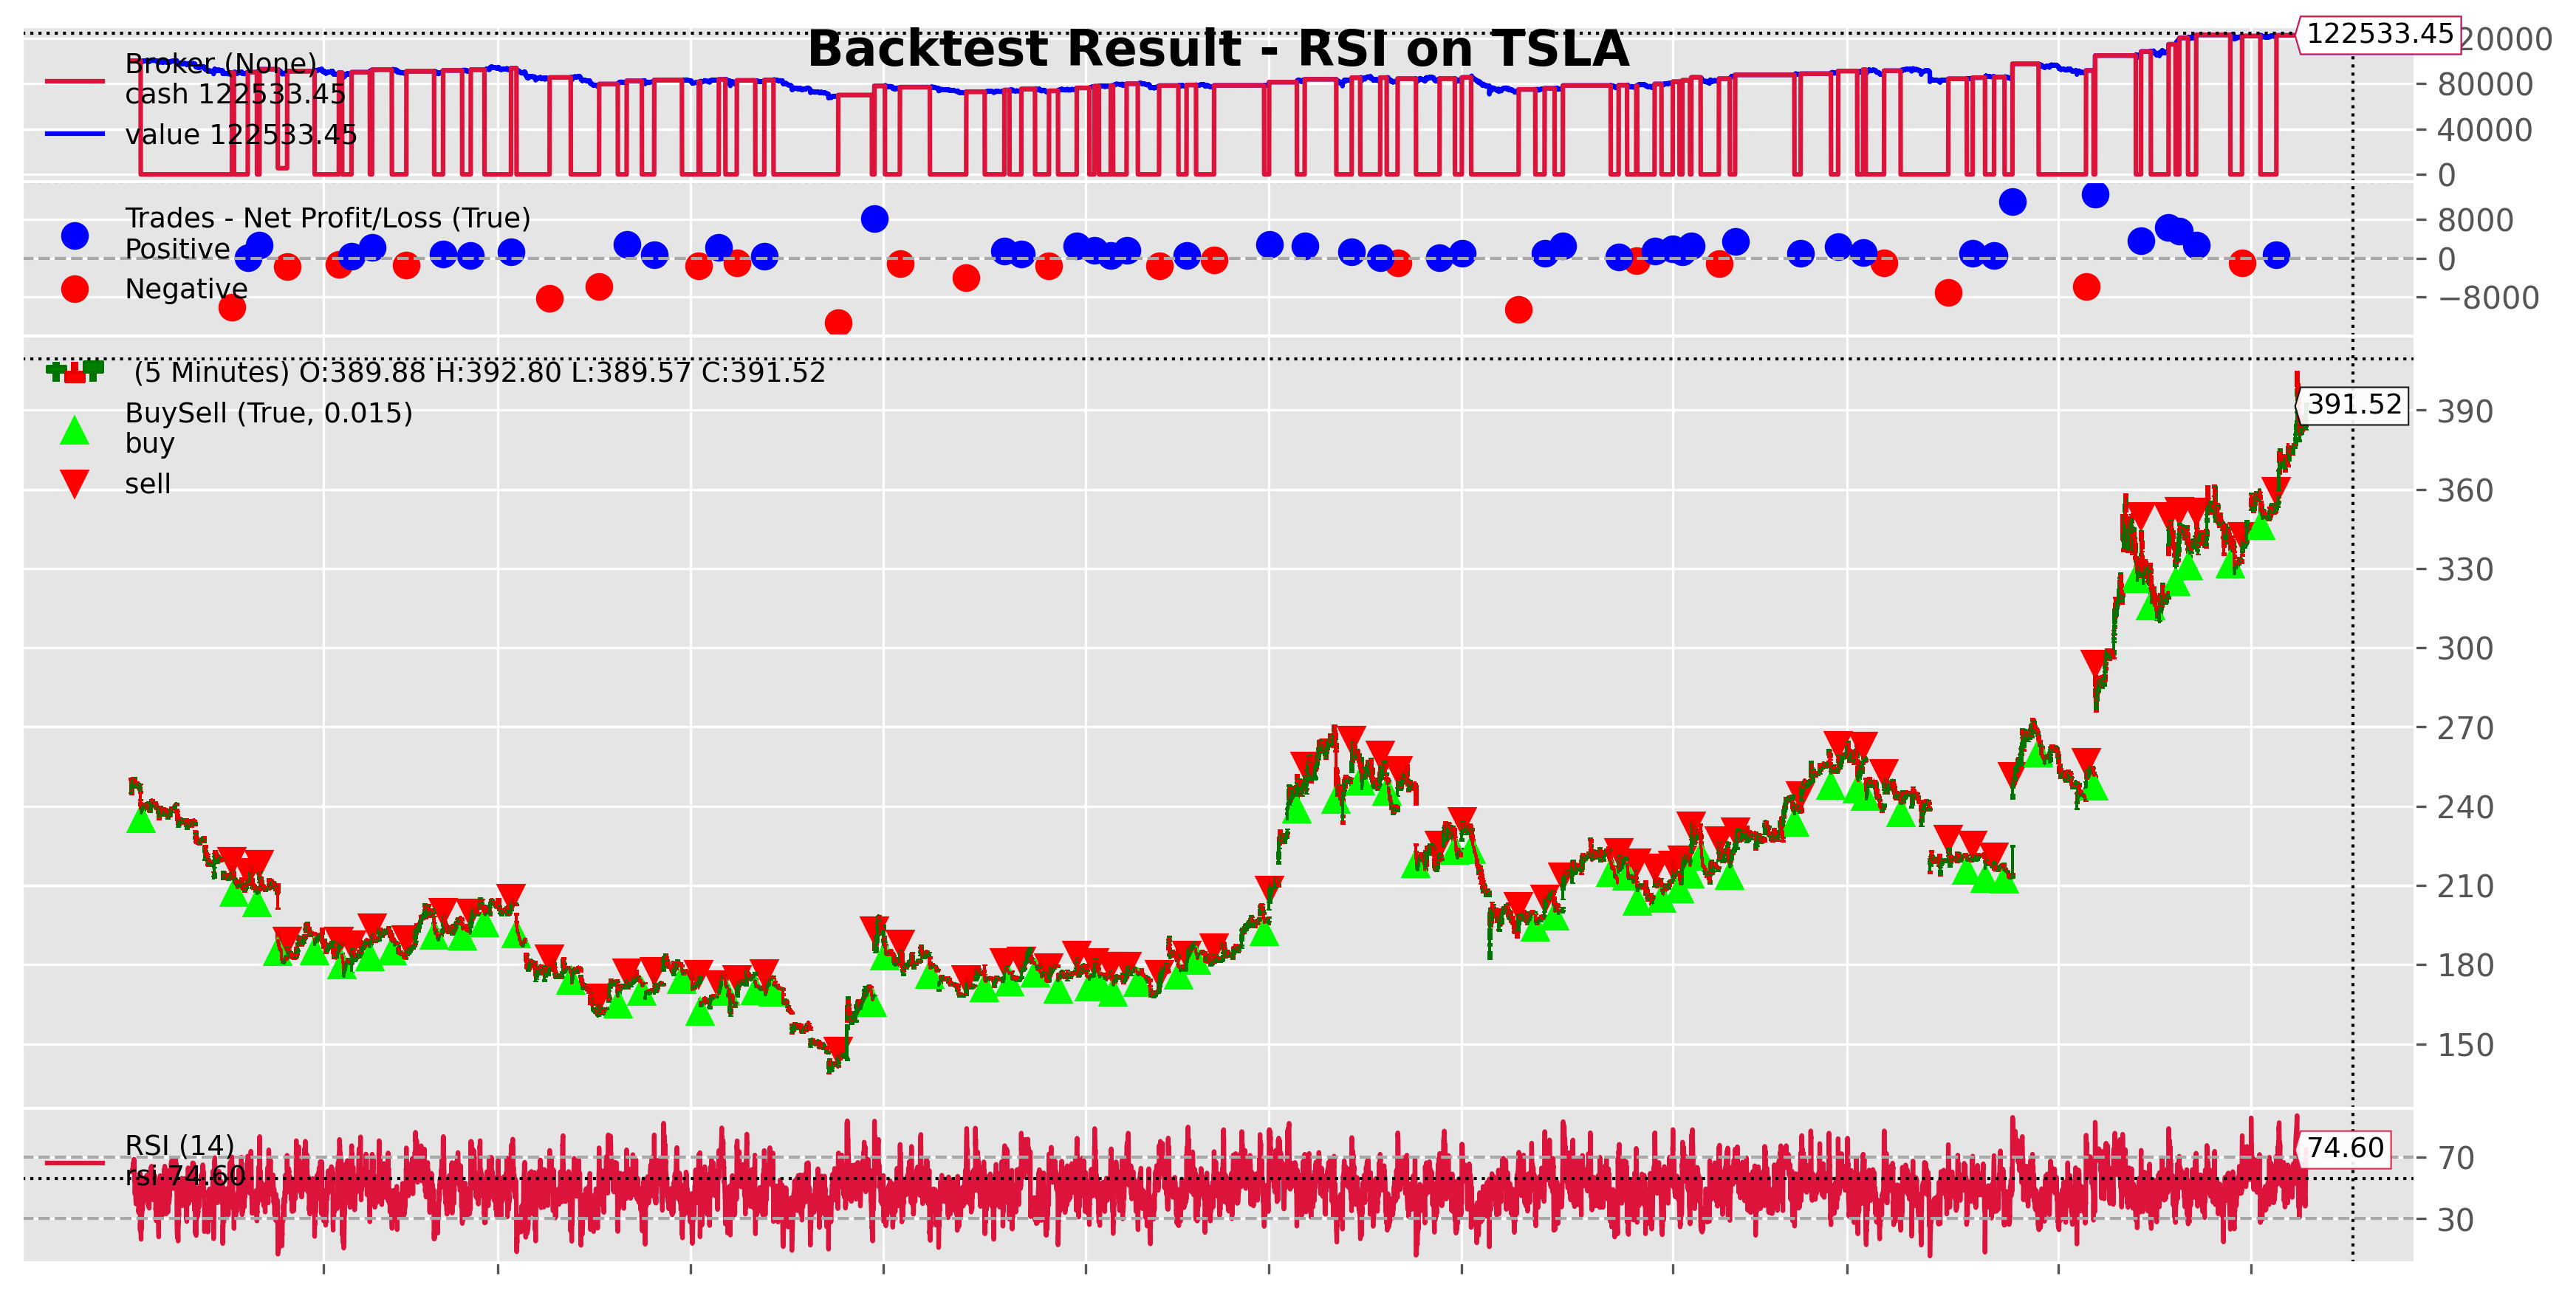 Backtest Result - RSI on TSLA
Broker (None)
cash 122533.45
value 122533.45
122533.45
20000
80000
40000
0
Trades - Net Profit/Loss (True)
Positive
Negative
8000
0
−8000
(5 Minutes) O:389.88 H:392.80 L:389.57 C:391.52
BuySell (True, 0.015)
buy
sell
391.52
390
360
330
300
270
240
210
180
150
RSI (14)
rsi 74.60
74.60
70
30